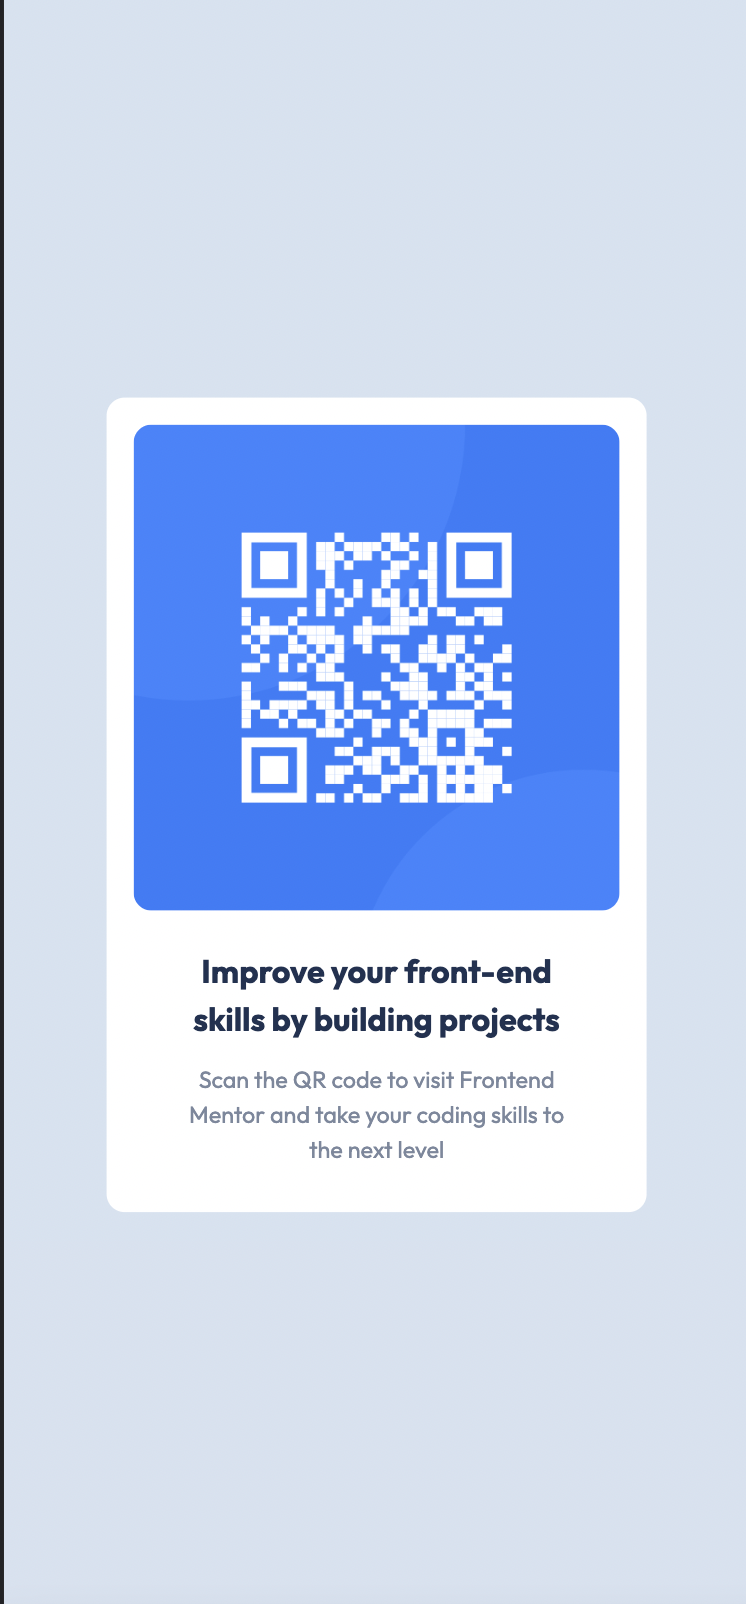 Improve your front-end
skills by building projects
Scan the QR code to visit Frontend
Mentor and take your coding skills to
the next level